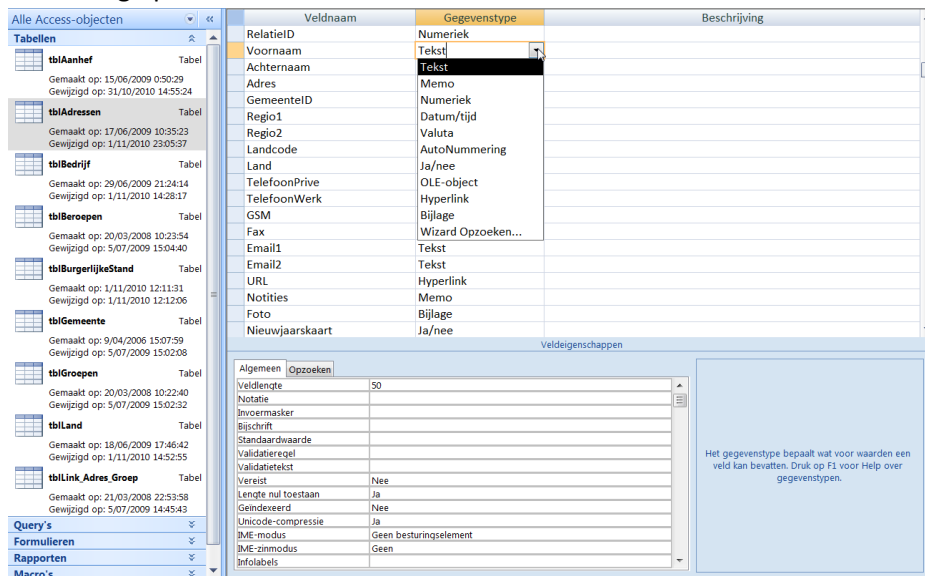 Alle Access-objecten
Tabellen
tblAanhef Tabel
Gemaakt op: 15/06/2009 0:50:29
Gewijzigd op: 31/10/2010 14:55:24
tblAdressen Tabel
Gemaakt op: 17/06/2009 10:35:23
Gewijzigd op: 1/11/2010 23:05:37
tblBedrijf Tabel
Gemaakt op: 29/06/2009 21:24:14
Gewijzigd op: 1/11/2010 14:28:17
tblBeroepen Tabel
Gemaakt op: 20/03/2008 10:23:54
Gewijzigd op: 5/07/2009 15:04:40
tblBurgerlijkeStand Tabel
Gemaakt op: 1/11/2010 12:11:31
Gewijzigd op: 1/11/2010 12:12:06
tblGemeente Tabel
Gemaakt op: 9/04/2006 15:07:59
Gewijzigd op: 5/07/2009 15:02:08
tblGroepen Tabel
Gemaakt op: 20/03/2008 10:22:40
Gewijzigd op: 5/07/2009 15:02:32
tblLand Tabel
Gemaakt op: 18/06/2009 17:46:42
Gewijzigd op: 1/11/2010 14:52:55
tblLink_Adres_Groep Tabel
Gemaakt op: 21/03/2008 22:53:58
Gewijzigd op: 5/07/2009 14:45:43
Query's
Formulieren
Rapporten
Macro's
Veldnaam Gegevenstype Beschrijving
RelatieID Numeriek
Voornaam Tekst
Achternaam Tekst
Adres Memo
GemeenteID Numeriek
Regio1 Datum/tijd
Regio2 Valuta
Landcode AutoNummering
Land Ja/nee
TelefoonPrive OLE-object
TelefoonWerk Hyperlink
GSM Bijlage
Fax Wizard Opzoeken...
Email1 Tekst
Email2 Tekst
URL Hyperlink
Notities Memo
Foto Bijlage
Nieuwjaarskaart Ja/nee
Veldeigenschappen
Algemeen Opzoeken
Veldlengte 50
Notatie
Invoermasker
Bijschrift
Standaardwaarde
Validatieregel
Validatietekst
Vereist Nee
Lengte nul toestaan Ja
Geïndexeerd Nee
Unicode-compressie Ja
IME-modus Geen besturingselement
IME-zinmodus Geen
Infolabels
Het gegevenstype bepaalt wat voor waarden een
veld kan bevatten. Druk op F1 voor Help over
gegevenstypen.